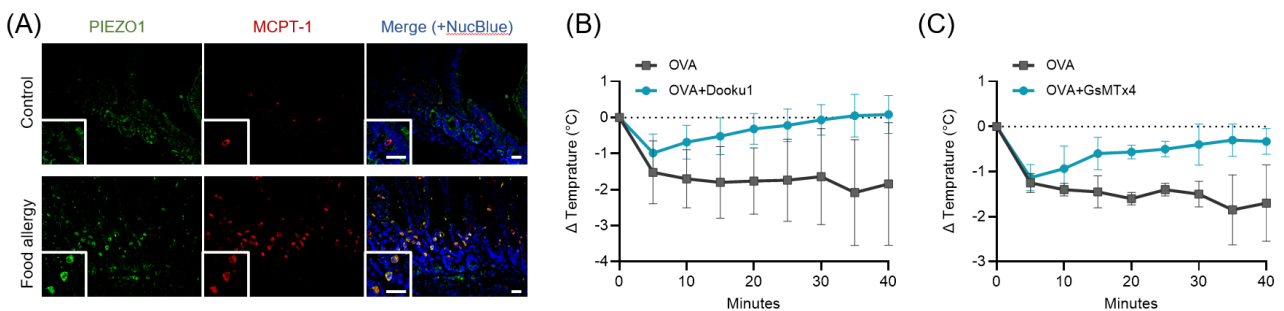 (A)
PIEZO1
MCPT-1
Merge (+NucBlue)
Control
Food allergy
(B)
OVA
OVA+Dooku1
Δ Temprature (°C)
1
0
-1
-2
-3
-4
0
10
20
30
40
Minutes
(C)
OVA
OVA+GsMTx4
Δ Temprature (°C)
1
0
-1
-2
-3
0
10
20
30
40
Minutes